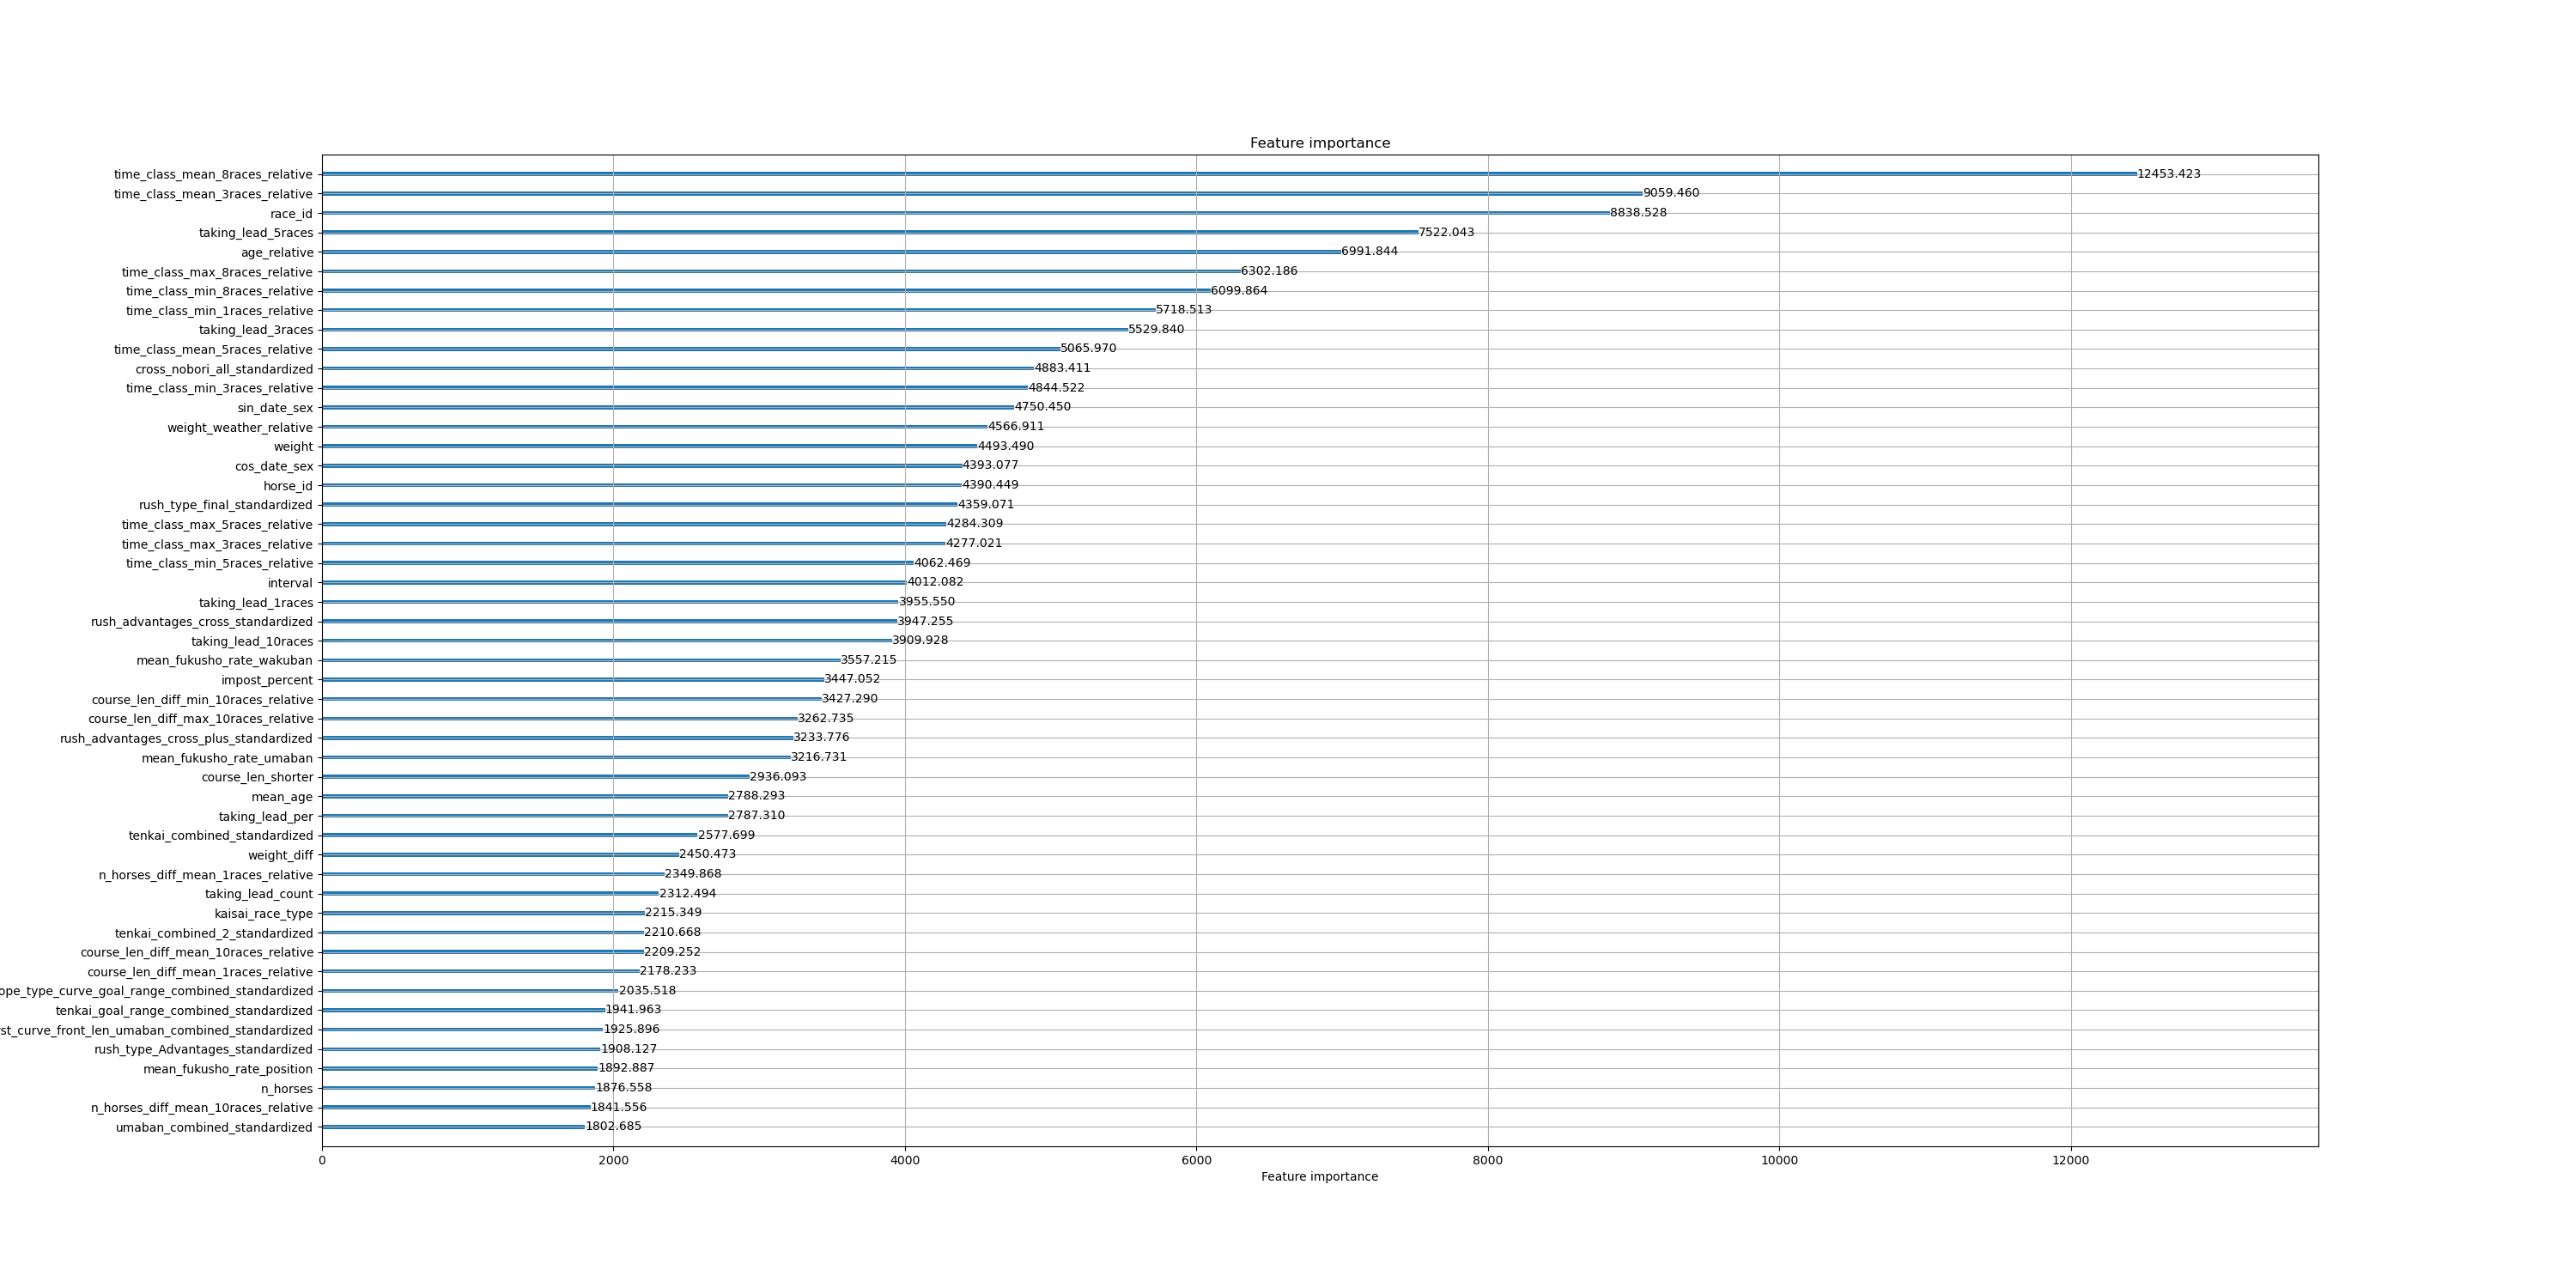 Feature importance
time_class_mean_8races_relative 12453.423
time_class_mean_3races_relative 9059.460
race_id 8838.528
taking_lead_5races 7522.043
age_relative 6991.844
time_class_max_8races_relative 6302.186
time_class_min_8races_relative 6099.864
time_class_min_1races_relative 5718.513
taking_lead_3races 5529.840
time_class_mean_5races_relative 5065.970
cross_nobori_all_standardized 4883.411
time_class_min_3races_relative 4844.522
sin_date_sex 4750.450
weight_weather_relative 4566.911
weight 4493.490
cos_date_sex 4393.077
horse_id 4390.449
rush_type_final_standardized 4359.071
time_class_max_5races_relative 4284.309
time_class_max_3races_relative 4277.021
time_class_min_5races_relative 4062.469
interval 4012.082
taking_lead_1races 3955.550
rush_advantages_cross_standardized 3947.255
taking_lead_10races 3909.928
mean_fukusho_rate_wakuban 3557.215
impost_percent 3447.052
course_len_diff_min_10races_relative 3427.290
course_len_diff_max_10races_relative 3262.735
rush_advantages_cross_plus_standardized 3233.776
mean_fukusho_rate_umaban 3216.731
course_len_shorter 2936.093
mean_age 2788.293
taking_lead_per 2787.310
tenkai_combined_standardized 2577.699
weight_diff 2450.473
n_horses_diff_mean_1races_relative 2349.868
taking_lead_count 2312.494
kaisai_race_type 2215.349
tenkai_combined_2_standardized 2210.668
course_len_diff_mean_10races_relative 2209.252
course_len_diff_mean_1races_relative 2178.233
ope_type_curve_goal_range_combined_standardized 2035.518
tenkai_goal_range_combined_standardized 1941.963
st_curve_front_len_umaban_combined_standardized 1925.896
rush_type_Advantages_standardized 1908.127
mean_fukusho_rate_position 1892.887
n_horses 1876.558
n_horses_diff_mean_10races_relative 1841.556
umaban_combined_standardized 1802.685
0 2000 4000 6000 8000 10000 12000
Feature importance